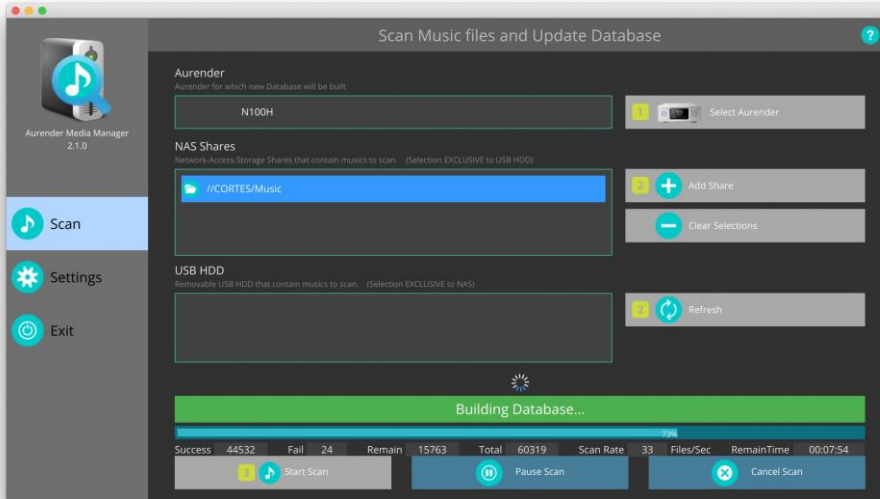 Scan Music files and Update Database
?
Aurender Media Manager
2.1.0
Scan
Settings
Exit
Aurender
Aurender for which new Database will be built
N100H
1 Select Aurender
NAS Shares
Network-Access-Storage Shares that contain musics to scan. (Selection EXCLUSIVE to USB HDD)
//CORTES/Music
2 Add Share
Clear Selections
USB HDD
Removable USB HDD that contain musics to scan. (Selection EXCLUSIVE to NAS)
2 Refresh
Building Database...
73%
Success 44532 Fail 24 Remain 15763 Total 60319 Scan Rate 33 Files/Sec RemainTime 00:07:54
3 Start Scan Pause Scan Cancel Scan